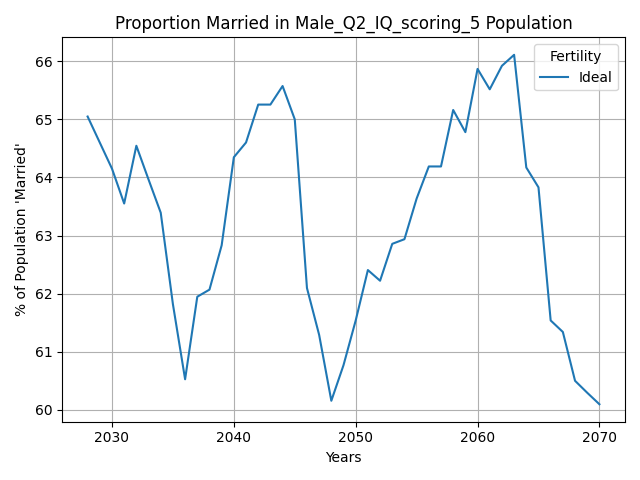 Proportion Married in Male_Q2_IQ_scoring_5 Population
Fertility
Ideal
% of Population 'Married'
66
65
64
63
62
61
60
2030 2040 2050 2060 2070
Years